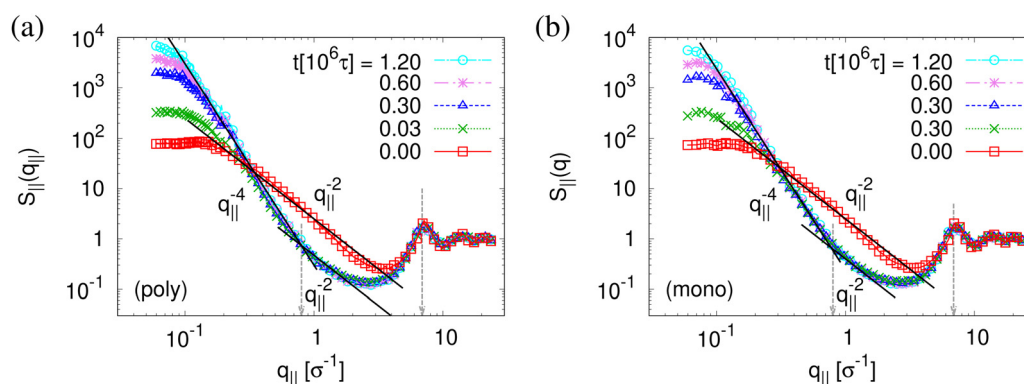 (a)
S||(q||)
10^4
10^3
10^2
10
1
10^-1
t[10^6τ] = 1.20
0.60
0.30
0.03
0.00
q||^-4
q||^-2
q||^-2
(poly)
10^-1
1
10
q|| [σ^-1]
(b)
S||(q)
10^4
10^3
10^2
10
1
10^-1
t[10^6τ] = 1.20
0.60
0.30
0.30
0.00
q||^-4
q||^-2
q||^-2
(mono)
10^-1
1
10
q|| [σ^-1]